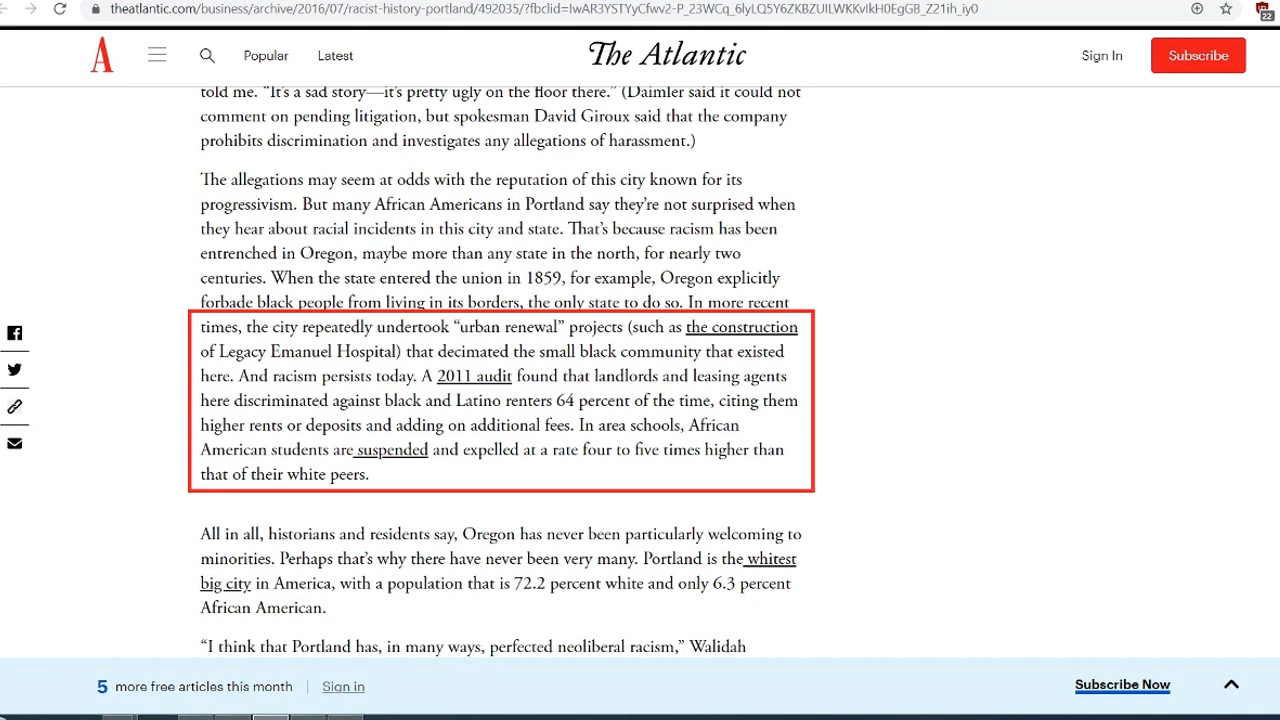 theatlantic.com/business/archive/2016/07/racist-history-portland/492035/?fbclid=IwAR3YSTYyCfwv2-P_23WCq_6lyLQ5Y6ZKBZUlLWKKvlkH0EgGB_Z21ih_iy0
22
A
Popular
Latest
The Atlantic
Sign In
Subscribe
told me. “It’s a sad story—it’s pretty ugly on the floor there.” (Daimler said it could not
comment on pending litigation, but spokesman David Giroux said that the company
prohibits discrimination and investigates any allegations of harassment.)
The allegations may seem at odds with the reputation of this city known for its
progressivism. But many African Americans in Portland say they’re not surprised when
they hear about racial incidents in this city and state. That’s because racism has been
entrenched in Oregon, maybe more than any state in the north, for nearly two
centuries. When the state entered the union in 1859, for example, Oregon explicitly
forbade black people from living in its borders, the only state to do so. In more recent
times, the city repeatedly undertook “urban renewal” projects (such as the construction
of Legacy Emanuel Hospital) that decimated the small black community that existed
here. And racism persists today. A 2011 audit found that landlords and leasing agents
here discriminated against black and Latino renters 64 percent of the time, citing them
higher rents or deposits and adding on additional fees. In area schools, African
American students are suspended and expelled at a rate four to five times higher than
that of their white peers.
All in all, historians and residents say, Oregon has never been particularly welcoming to
minorities. Perhaps that’s why there have never been very many. Portland is the whitest
big city in America, with a population that is 72.2 percent white and only 6.3 percent
African American.
“I think that Portland has, in many ways, perfected neoliberal racism,” Walidah
5 more free articles this month
Sign in
Subscribe Now